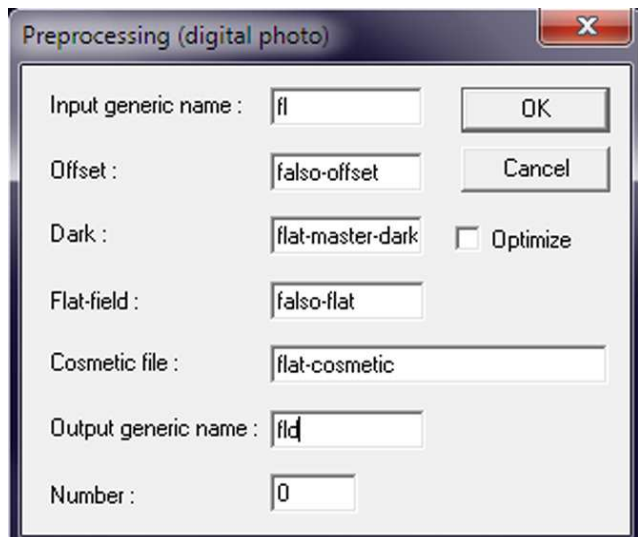 Preprocessing (digital photo)
Input generic name : fl OK
Offset : falso-offset Cancel
Dark : flat-master-dark Optimize
Flat-field : falso-flat
Cosmetic file : flat-cosmetic
Output generic name : fld
Number : 0